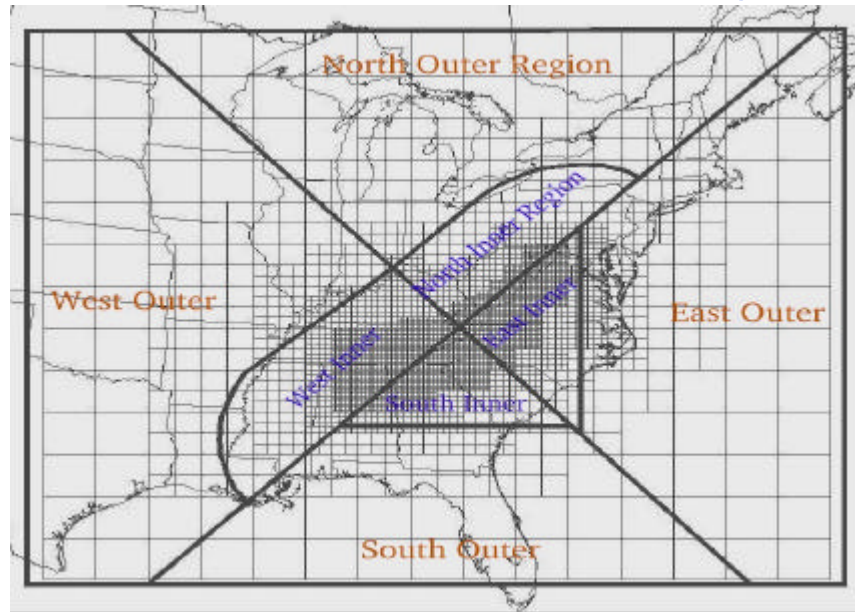 North Outer Region
North Inner Region
West Outer
East Inner
East Outer
West Inner
South Inner
South Outer